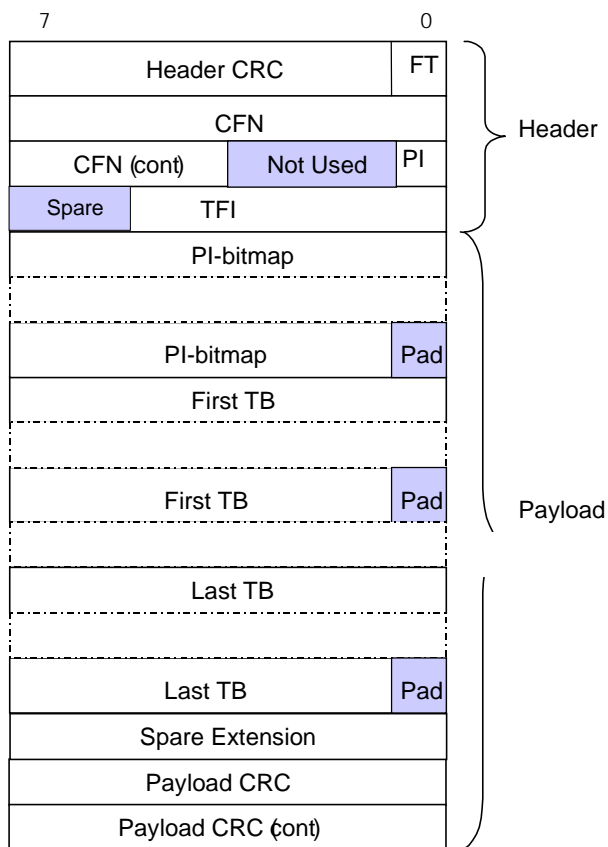 7 0
Header CRC FT
CFN
Header
CFN (cont) Not Used PI
Spare TFI
PI-bitmap
PI-bitmap Pad
First TB
First TB Pad
Payload
Last TB
Last TB Pad
Spare Extension
Payload CRC
Payload CRC (cont)